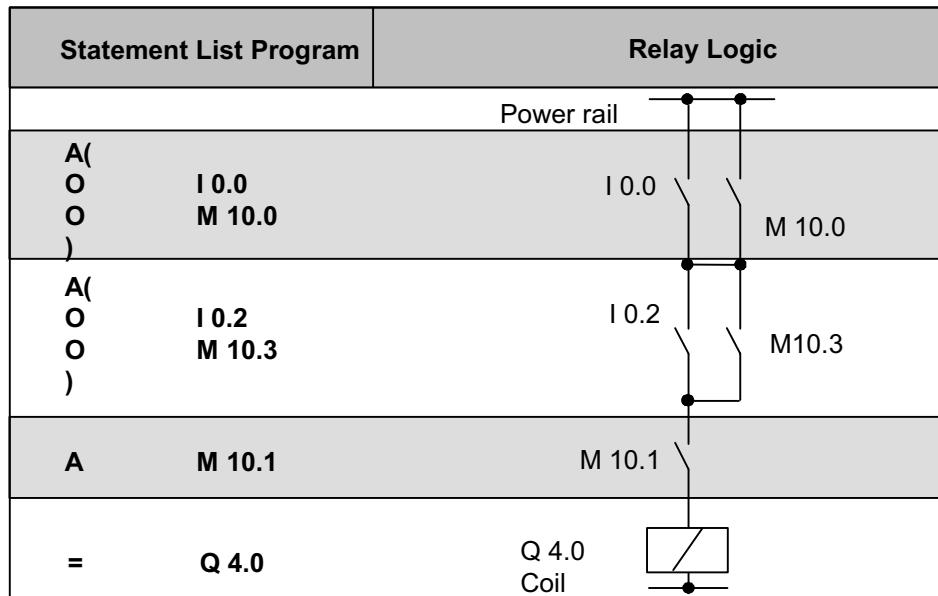 Statement List Program Relay Logic
Power rail
A(
O I 0.0
O M 10.0
)
I 0.0
M 10.0
A(
O I 0.2
O M 10.3
)
I 0.2
M10.3
A M 10.1
M 10.1
= Q 4.0
Q 4.0
Coil